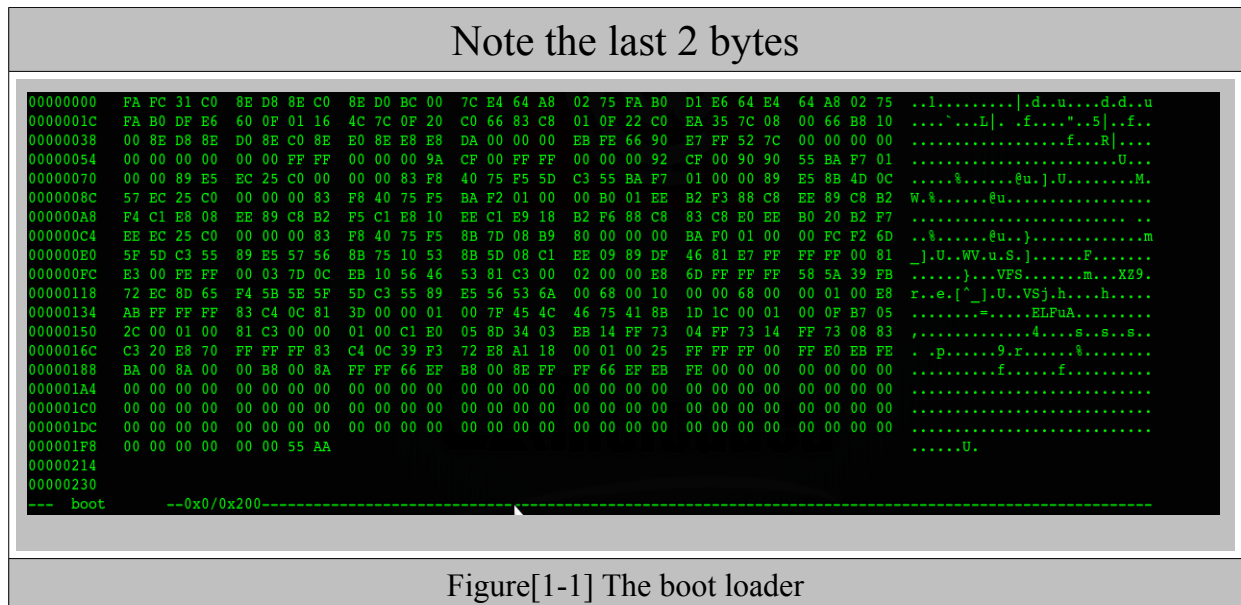 Note the last 2 bytes
00000000 FA FC 31 C0 8E D8 8E C0 8E D0 BC 00 7C E4 64 A8 02 75 FA B0 D1 E6 64 E4 64 A8 02 75 ..1.........|.d..u....d.d..u
0000001C FA B0 DF E6 60 0F 01 16 4C 7C 0F 20 C0 66 83 C8 01 0F 22 C0 EA 35 7C 08 00 66 B8 10 ....`...L|. .f...."..5|..f..
00000038 00 8E D8 8E D0 8E C0 8E E0 8E E8 E8 DA 00 00 00 EB FE 66 90 E7 FF 52 7C 00 00 00 00 ..................f...R|....
00000054 00 00 00 00 00 00 FF FF 00 00 00 9A CF 00 FF FF 00 00 00 92 CF 00 90 90 55 BA F7 01 ........................U...
00000070 00 00 89 E5 EC 25 C0 00 00 00 83 F8 40 75 F5 5D C3 55 BA F7 01 00 00 89 E5 8B 4D 0C .....%......@u.].U........M.
0000008C 57 EC 25 C0 00 00 00 83 F8 40 75 F5 BA F2 01 00 00 B0 01 EE B2 F3 88 C8 EE 89 C8 B2 W.%......@u.................
000000A8 F4 C1 E8 08 EE 89 C8 B2 F5 C1 E8 10 EE C1 E9 18 B2 F6 88 C8 83 C8 E0 EE B0 20 B2 F7 ......................... ..
000000C4 EE EC 25 C0 00 00 00 83 F8 40 75 F5 8B 7D 08 B9 80 00 00 00 BA F0 01 00 00 FC F2 6D ..%......@u..}.............m
000000E0 5F 5D C3 55 89 E5 57 56 8B 75 10 53 8B 5D 08 C1 EE 09 89 DF 46 81 E7 FF FF FF 00 81 _].U..WV.u.S.]......F.......
000000FC E3 00 FE FF 00 03 7D 0C EB 10 56 46 53 81 C3 00 02 00 00 E8 6D FF FF FF 58 5A 39 FB ......}...VFS.......m...XZ9.
00000118 72 EC 8D 65 F4 5B 5E 5F 5D C3 55 89 E5 56 53 6A 00 68 00 10 00 00 68 00 00 01 00 E8 r..e.[^_].U..VSj.h....h.....
00000134 AB FF FF FF 83 C4 0C 81 3D 00 00 01 00 7F 45 4C 46 75 41 8B 1D 1C 00 01 00 0F B7 05 ........=.....ELFuA.........
00000150 2C 00 01 00 81 C3 00 00 01 00 C1 E0 05 8D 34 03 EB 14 FF 73 04 FF 73 14 FF 73 08 83 ,.............4....s..s..s..
0000016C C3 20 E8 70 FF FF FF 83 C4 0C 39 F3 72 E8 A1 18 00 01 00 25 FF FF FF 00 FF E0 EB FE . .p......9.r......%........
00000188 BA 00 8A 00 00 B8 00 8A FF FF 66 EF B8 00 8E FF FF 66 EF EB FE 00 00 00 00 00 00 00 ..........f......f..........
000001A4 00 00 00 00 00 00 00 00 00 00 00 00 00 00 00 00 00 00 00 00 00 00 00 00 00 00 00 00 ............................
000001C0 00 00 00 00 00 00 00 00 00 00 00 00 00 00 00 00 00 00 00 00 00 00 00 00 00 00 00 00 ............................
000001DC 00 00 00 00 00 00 00 00 00 00 00 00 00 00 00 00 00 00 00 00 00 00 00 00 00 00 00 00 ............................
000001F8 00 00 00 00 00 00 55 AA ......U.
00000214
00000230
--- boot --0x0/0x200---------------------------------------------------------------
Figure[1-1] The boot loader